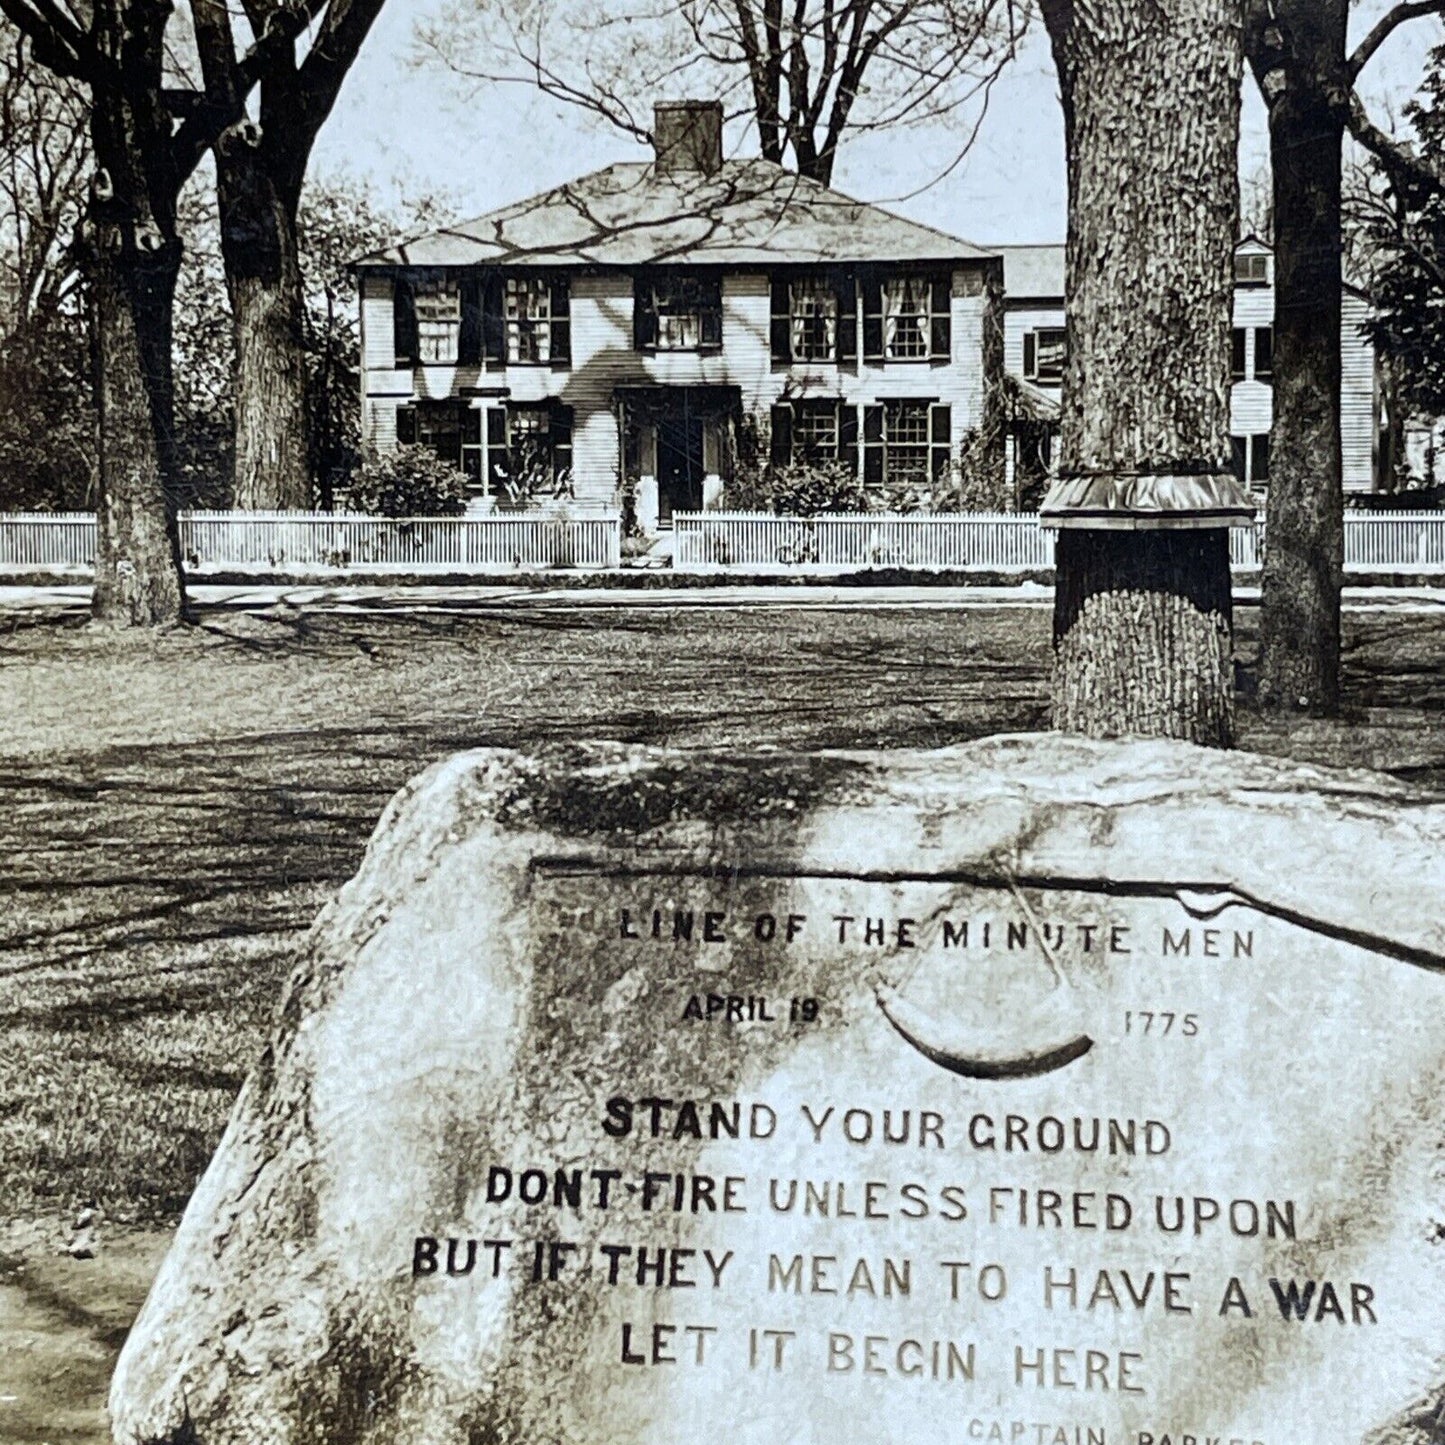 LINE OF THE MINUTE MEN
APRIL 19 1775
STAND YOUR GROUND
DONT FIRE UNLESS FIRED UPON
BUT IF THEY MEAN TO HAVE A WAR
LET IT BEGIN HERE
CAPTAIN PARKER